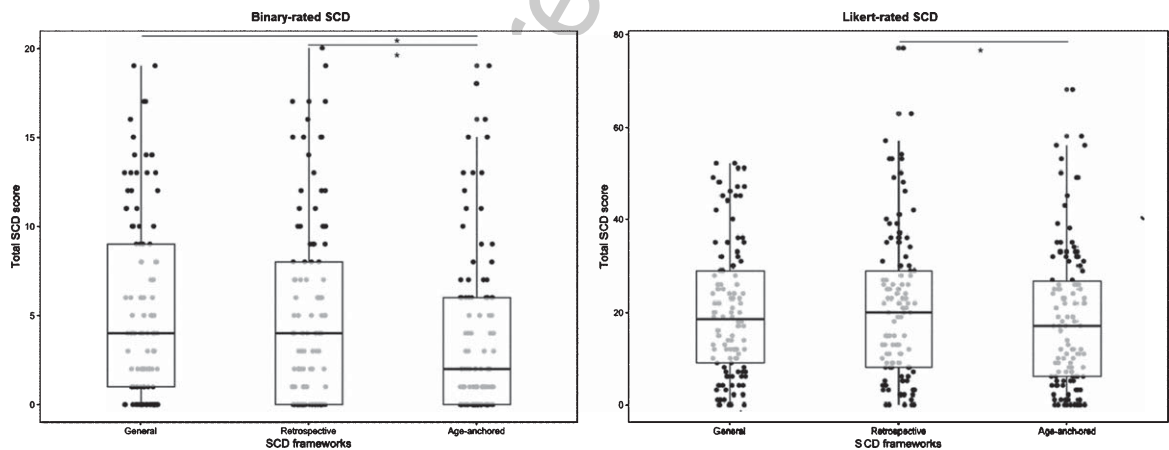 Binary-rated SCD
20
15
10
5
0
Total SCD score
*
*
General
Retrospective
Age-anchored
SCD frameworks
Likert-rated SCD
80
60
40
20
0
Total SCD score
*
General
Retrospective
Age-anchored
SCD frameworks
re